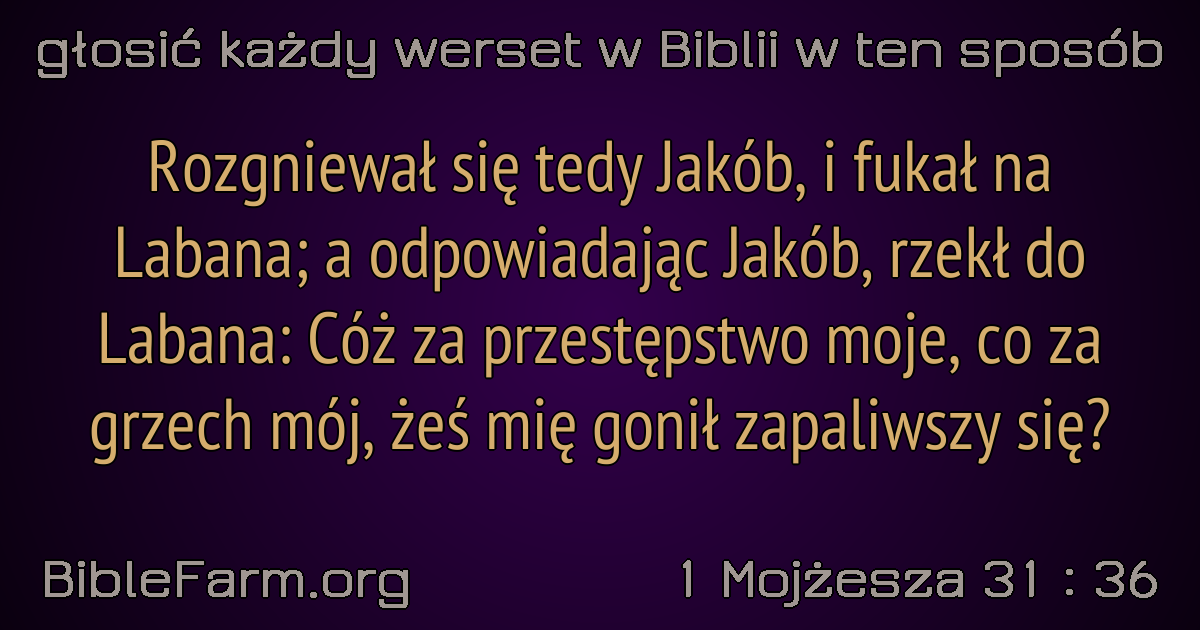 głosić każdy werset w Biblii w ten sposób
Rozgniewał się tedy Jakób, i fukał na
Labana; a odpowiadając Jakób, rzekł do
Labana: Cóż za przestępstwo moje, co za
grzech mój, żeś mię gonił zapaliwszy się?
BibleFarm.org
1 Mojżesza 31 : 36